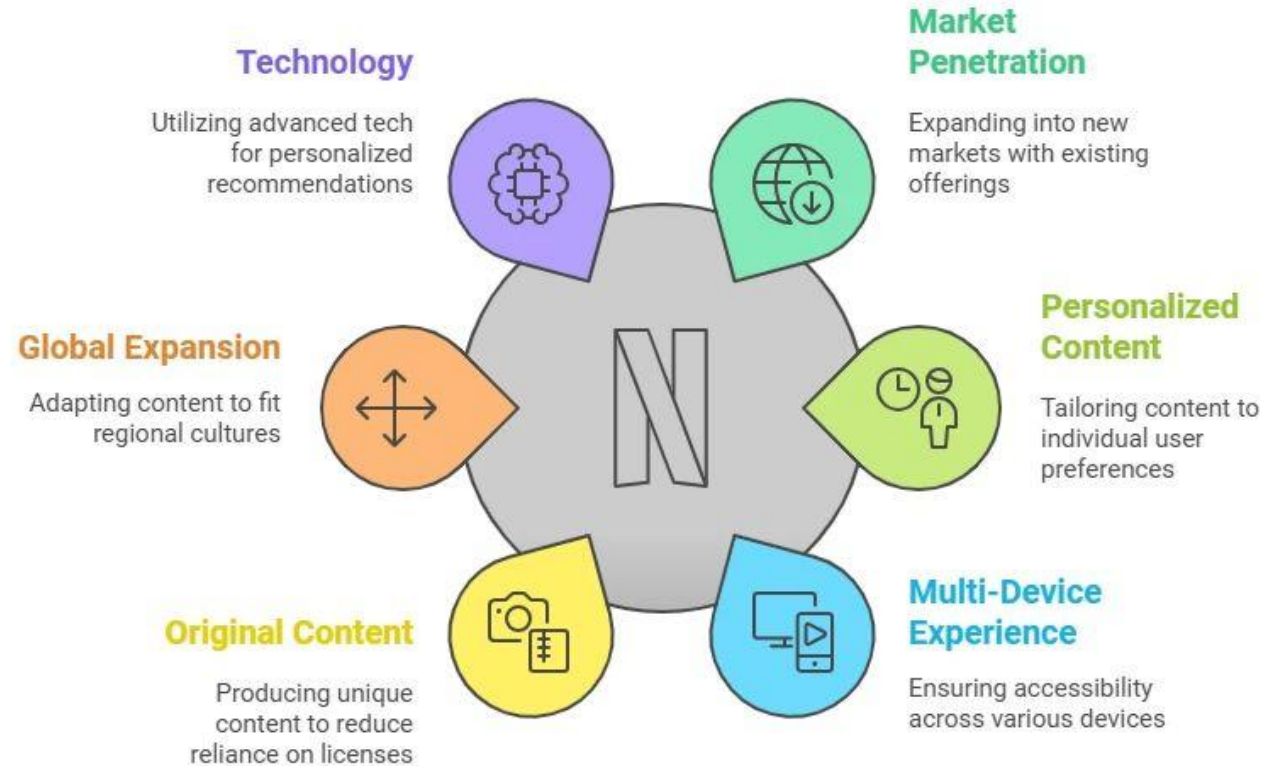 Technology
Utilizing advanced tech
for personalized
recommendations
Market
Penetration
Expanding into new
markets with existing
offerings
Global Expansion
Adapting content to fit
regional cultures
N
Personalized
Content
Tailoring content to
individual user
preferences
Original Content
Producing unique
content to reduce
reliance on licenses
Multi-Device
Experience
Ensuring accessibility
across various devices